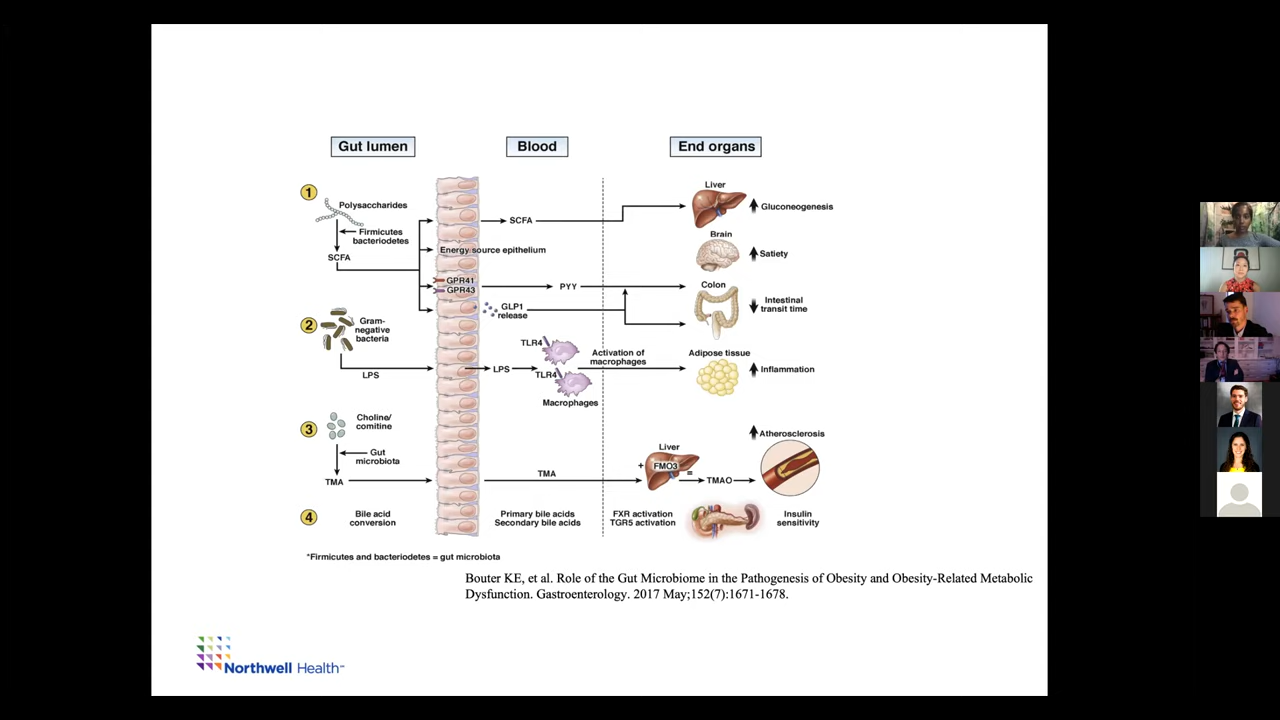 Gut lumen
Blood
End organs
1
Polysaccharides
Firmicutes
bacteriodetes
SCFA
SCFA
Energy source epithelium
GPR41
GPR43
PYY
GLP1
release
Liver
Gluconeogenesis
Brain
Satiety
Colon
Intestinal
transit time
2
Gram-
negative
bacteria
LPS
LPS
TLR4
TLR4
Macrophages
Activation of
macrophages
Adipose tissue
Inflammation
3
Choline/
comitine
Gut
microbiota
TMA
TMA
Liver
+
FMO3
=
TMAO
Atherosclerosis
4
Bile acid
conversion
Primary bile acids
Secondary bile acids
FXR activation
TGR5 activation
Insulin
sensitivity
*Firmicutes and bacteriodetes = gut microbiota
Bouter KE, et al. Role of the Gut Microbiome in the Pathogenesis of Obesity and Obesity-Related Metabolic
Dysfunction. Gastroenterology. 2017 May;152(7):1671-1678.
Northwell Health